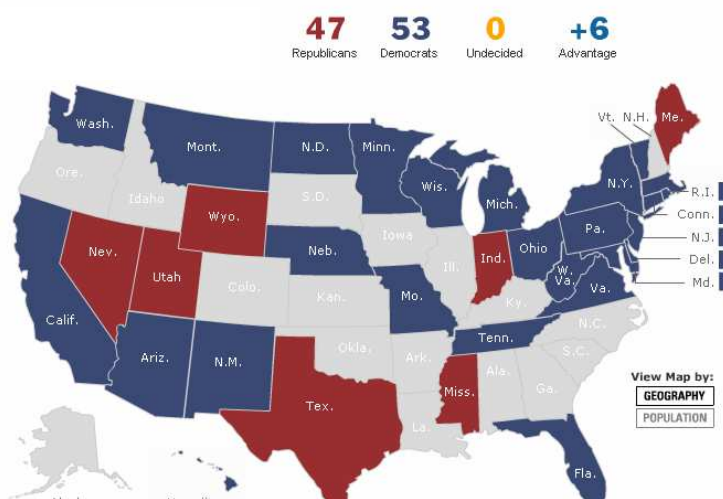 47 53 0 +6
Republicans Democrats Undecided Advantage
Wash.
Mont.
N.D.
Minn.
Vt. N.H. Me.
Ore.
Idaho
S.D.
Wis.
Mich.
N.Y.
R.I.
Wyo.
Conn.
Nev.
Neb.
Iowa
Ill.
Ind.
Ohio
Pa.
N.J.
Utah
Colo.
Kan.
Mo.
Ky.
W.
Va.
Va.
Del.
Md.
Calif.
Ariz.
N.M.
Okla.
Ark.
Tenn.
N.C.
S.C.
Tex.
La.
Miss.
Ala.
Ga.
Fla.
View Map by:
GEOGRAPHY
POPULATION